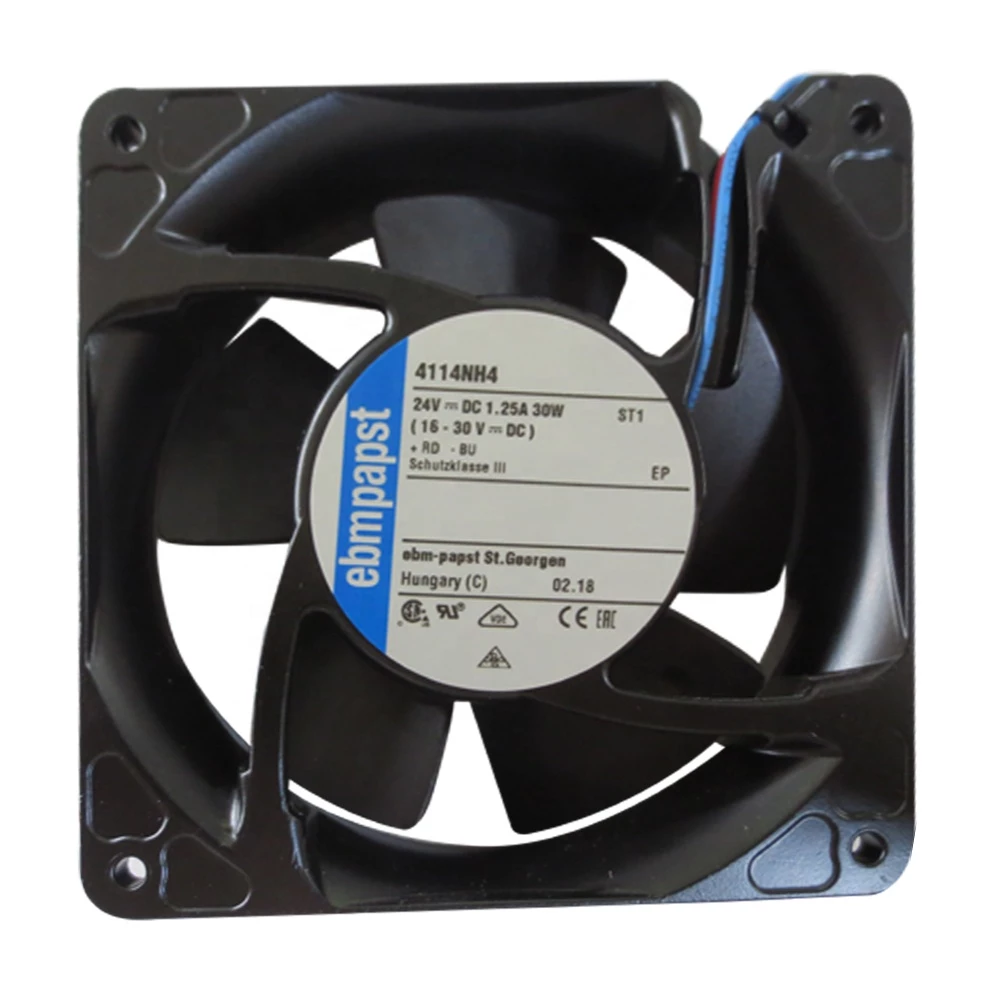 ebmpapst
4114NH4
24V ⎓ DC 1.25A 30W ST1
( 16 - 30 V ⎓ DC )
+ RD - BU
Schutzklasse III EP
ebm-papst St.Georgen
Hungary (C) 02.18
VDE CE EAC